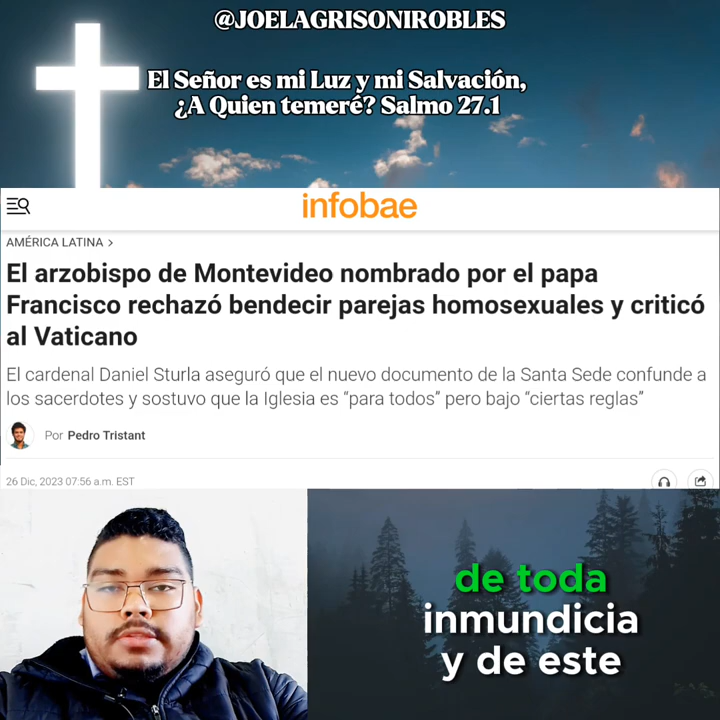 @JOELAGRISONIROBLES
El Señor es mi Luz y mi Salvación,
¿A Quien temeré? Salmo 27.1
infobae
AMÉRICA LATINA >
El arzobispo de Montevideo nombrado por el papa
Francisco rechazó bendecir parejas homosexuales y criticó
al Vaticano
El cardenal Daniel Sturla aseguró que el nuevo documento de la Santa Sede confunde a
los sacerdotes y sostuvo que la Iglesia es “para todos” pero bajo “ciertas reglas”
Por Pedro Tristant
26 Dic, 2023 07:56 a.m. EST
de toda
inmundicia
y de este